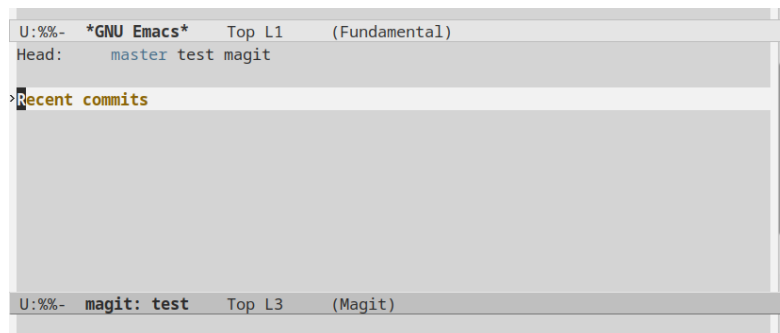 U:%%-  *GNU Emacs*    Top L1     (Fundamental)
Head:     master test magit
>Recent commits
U:%%-  magit: test    Top L3     (Magit)